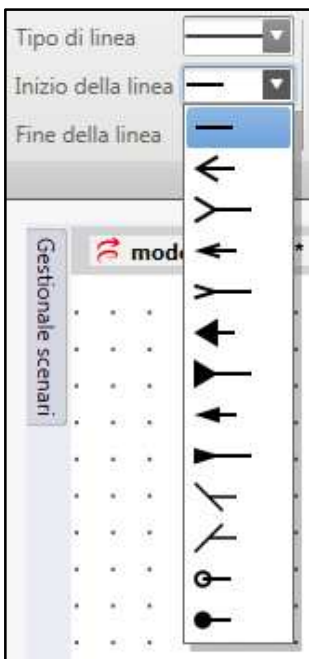 Tipo di linea
Inizio della linea
Fine della linea
Gestionale scenari
*